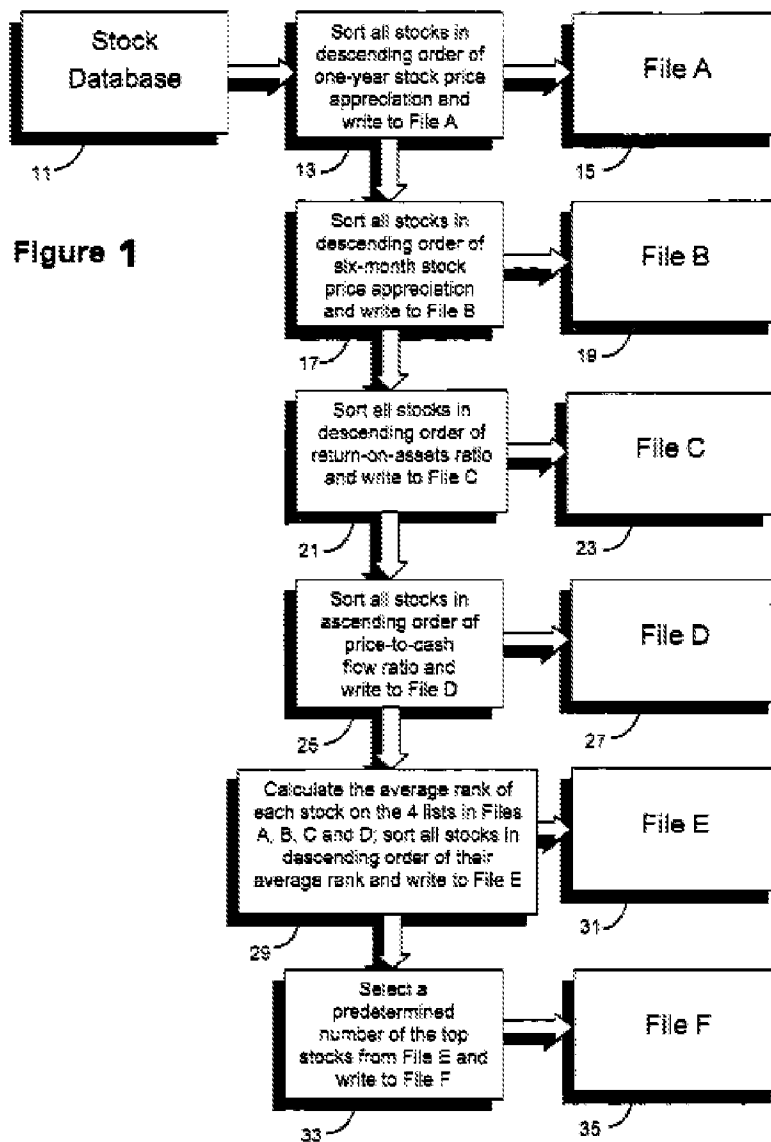 Stock
Database
11
Sort all stocks in
descending order of
one-year stock price
appreciation and
write to File A
13
File A
15
Figure 1
Sort all stocks in
descending order of
six-month stock
price appreciation
and write to File B
17
File B
19
Sort all stocks in
descending order of
return-on-assets ratio
and write to File C
21
File C
23
Sort all stocks in
ascending order of
price-to-cash
flow ratio and
write to File D
25
File D
27
Calculate the average rank of
each stock on the 4 lists in Files
A, B, C and D; sort all stocks in
descending order of their
average rank and write to File E
29
File E
31
Select a
predetermined
number of the top
stocks from File E and
write to File F
33
File F
35